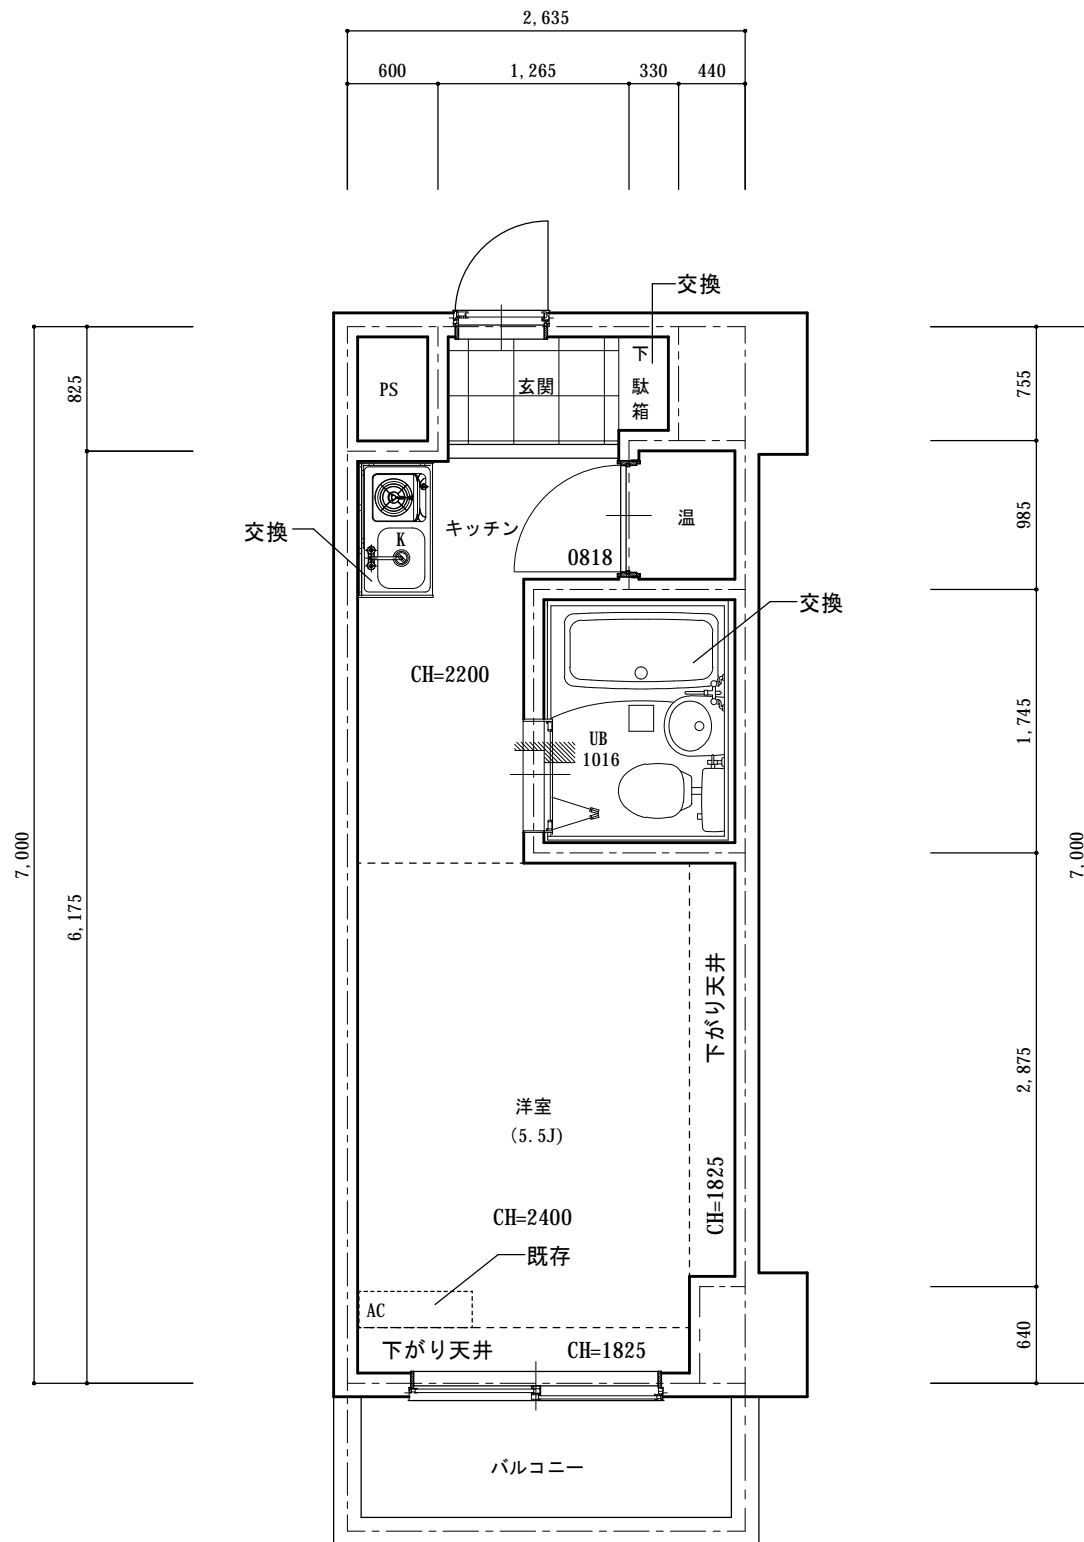 2,635
600
1,265
330
440
交換
825
PS
玄関
下駄箱
755
交換
K
キッチン
0818
温
985
交換
CH=2200
UB
1016
1,745
7,000
6,175
7,000
下がり天井
2,875
洋室
(5.5J)
CH=1825
CH=2400
既存
AC
下がり天井
CH=1825
640
バルコニー